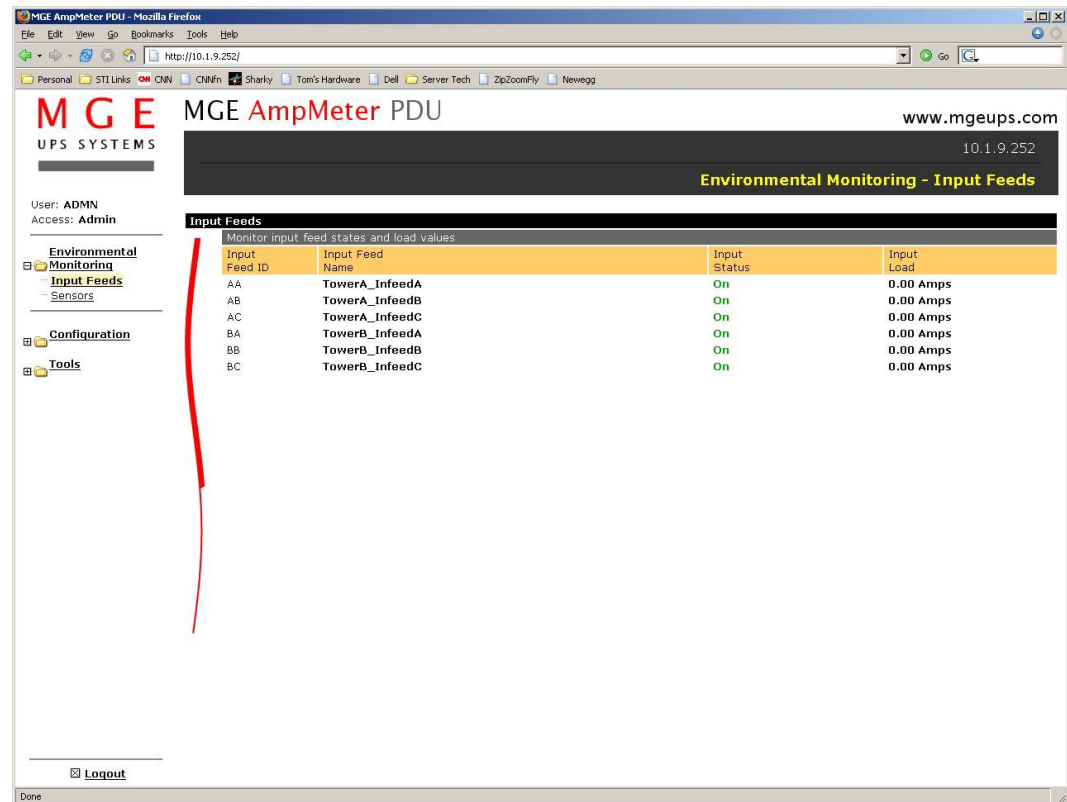 MGE AmpMeter PDU - Mozilla Firefox
File Edit View Go Bookmarks Tools Help
http://10.1.9.252/
Go
G
Personal STI Links CNN CNNfn Sharky Tom's Hardware Dell Server Tech ZipZoomFly Newegg
MGE
UPS SYSTEMS
MGE AmpMeter PDU
www.mgeups.com
10.1.9.252
Environmental Monitoring - Input Feeds
User: ADMN
Access: Admin
Environmental
Monitoring
Input Feeds
Sensors
Configuration
Tools
Logout
Input Feeds
Monitor input feed states and load values
Input Feed ID Input Feed Name Input Status Input Load
AA TowerA_InfeedA On 0.00 Amps
AB TowerA_InfeedB On 0.00 Amps
AC TowerA_InfeedC On 0.00 Amps
BA TowerB_InfeedA On 0.00 Amps
BB TowerB_InfeedB On 0.00 Amps
BC TowerB_InfeedC On 0.00 Amps
Done